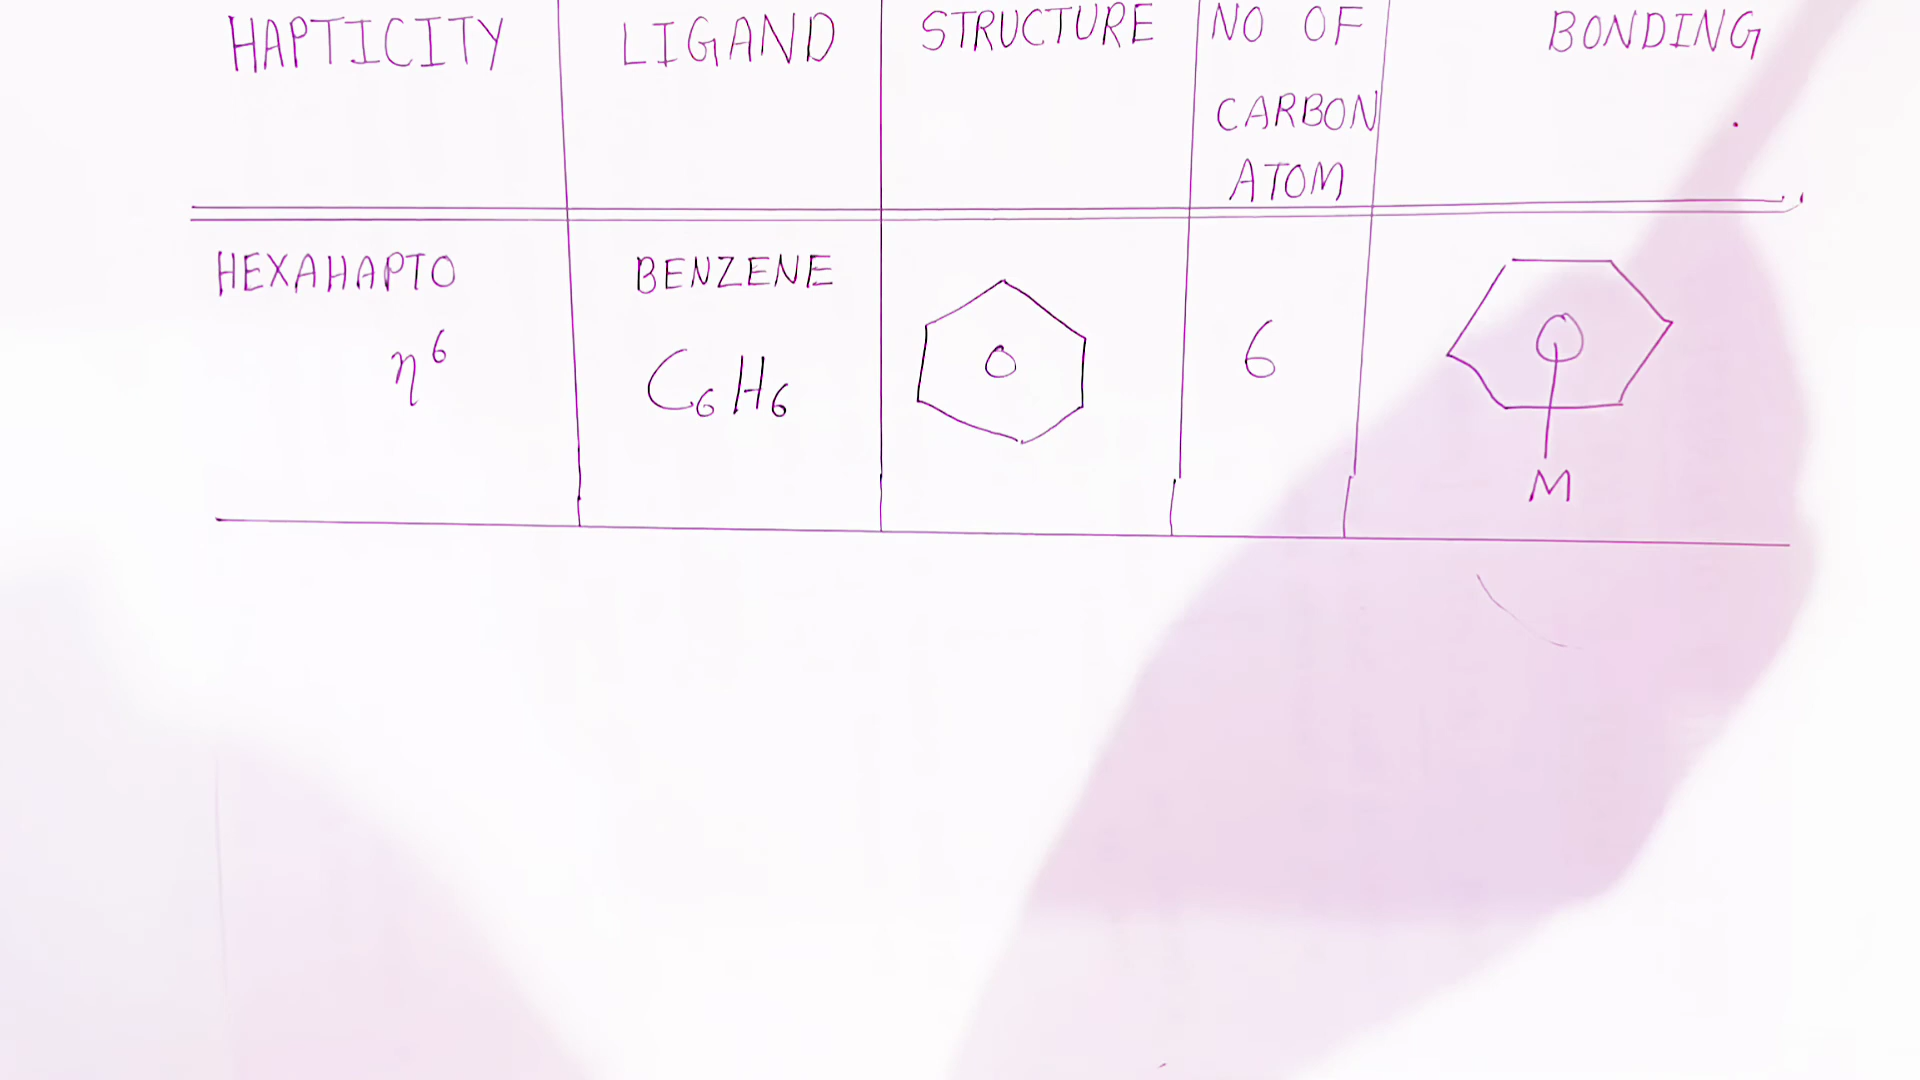 HAPTICITY LIGAND STRUCTURE NO OF BONDING
CARBON
ATOM
HEXAHAPTO BENZENE
η⁶ C₆H₆ 6
M